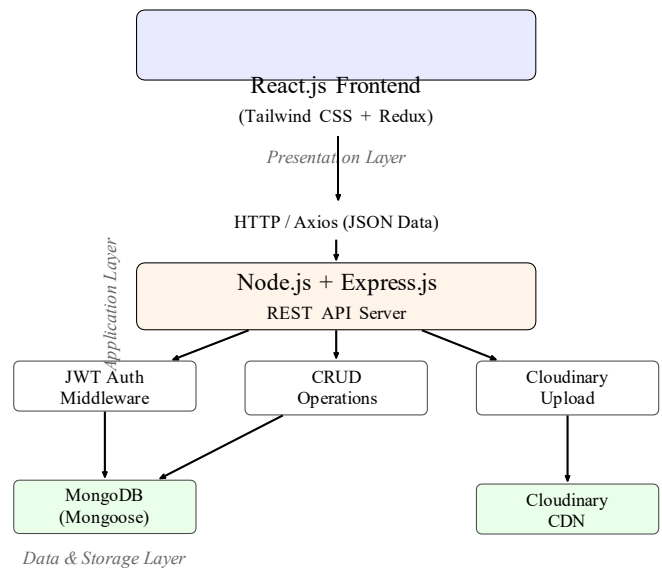 React.js Frontend
(Tailwind CSS + Redux)
Presentation Layer
HTTP / Axios (JSON Data)
Application Layer
Node.js + Express.js
REST API Server
JWT Auth
Middleware
CRUD
Operations
Cloudinary
Upload
MongoDB
(Mongoose)
Cloudinary
CDN
Data & Storage Layer